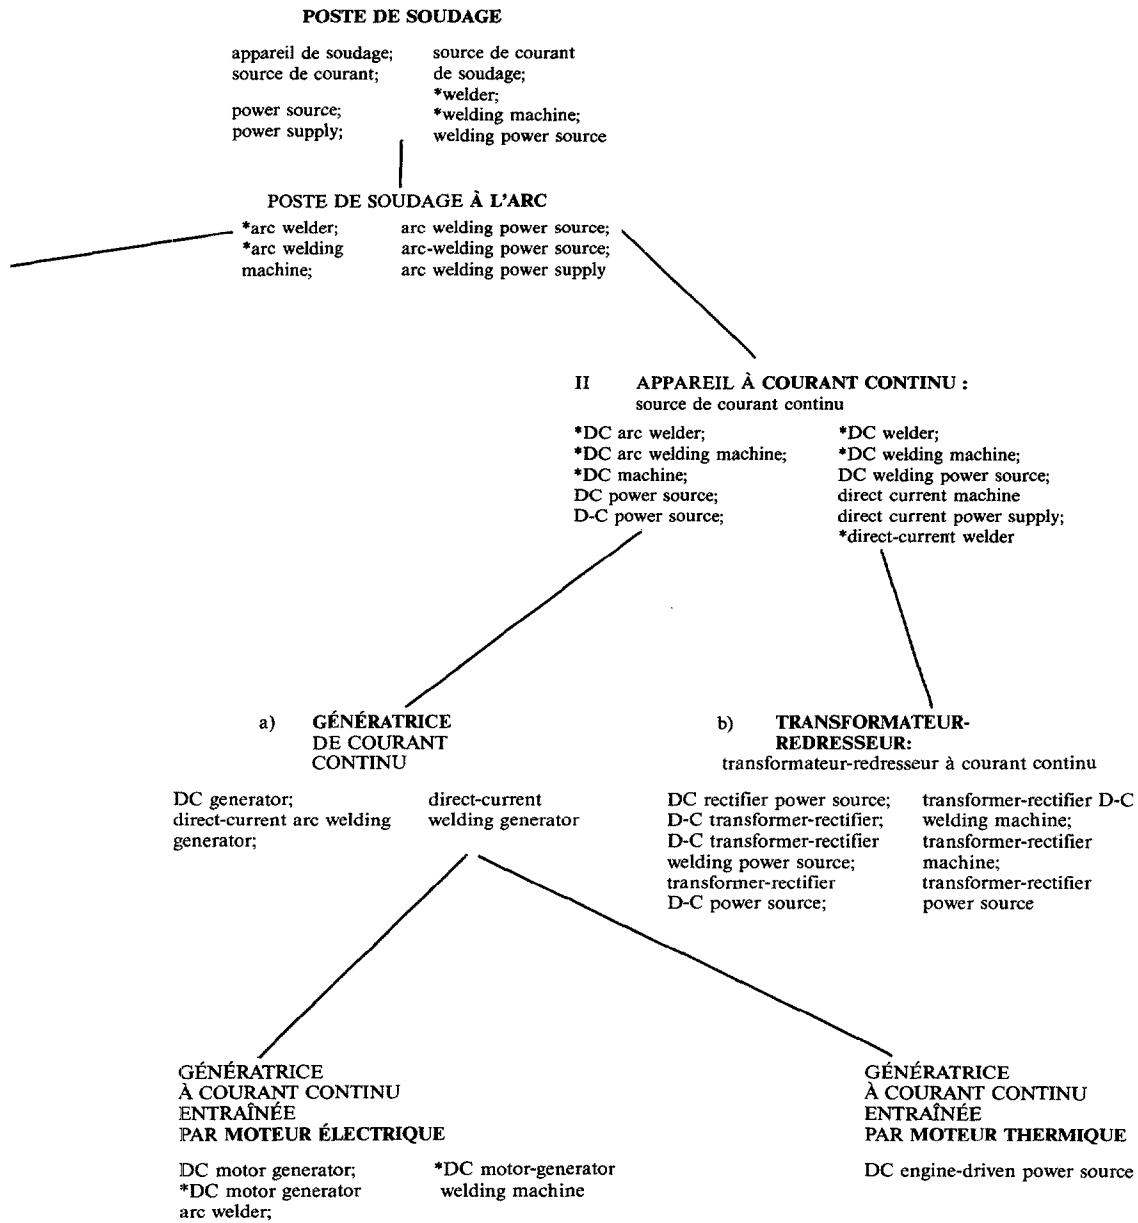 POSTE DE SOUDAGE
appareil de soudage;
source de courant;
power source;
power supply;
source de courant
de soudage;
*welder;
*welding machine;
welding power source
POSTE DE SOUDAGE À L'ARC
*arc welder;
*arc welding
machine;
arc welding power source;
arc-welding power source;
arc welding power supply
II APPAREIL À COURANT CONTINU :
source de courant continu
*DC arc welder;
*DC arc welding machine;
*DC machine;
DC power source;
D-C power source;
*DC welder;
*DC welding machine;
DC welding power source;
direct current machine
direct current power supply;
*direct-current welder
a) GÉNÉRATRICE
DE COURANT
CONTINU
DC generator;
direct-current arc welding
generator;
direct-current
welding generator
b) TRANSFORMATEUR-
REDRESSEUR:
transformateur-redresseur à courant continu
DC rectifier power source;
D-C transformer-rectifier;
D-C transformer-rectifier
welding power source;
transformer-rectifier
D-C power source;
transformer-rectifier D-C
welding machine;
transformer-rectifier
machine;
transformer-rectifier
power source
GÉNÉRATRICE
À COURANT CONTINU
ENTRAÎNÉE
PAR MOTEUR ÉLECTRIQUE
DC motor generator;
*DC motor generator
arc welder;
*DC motor-generator
welding machine
GÉNÉRATRICE
À COURANT CONTINU
ENTRAÎNÉE
PAR MOTEUR THERMIQUE
DC engine-driven power source